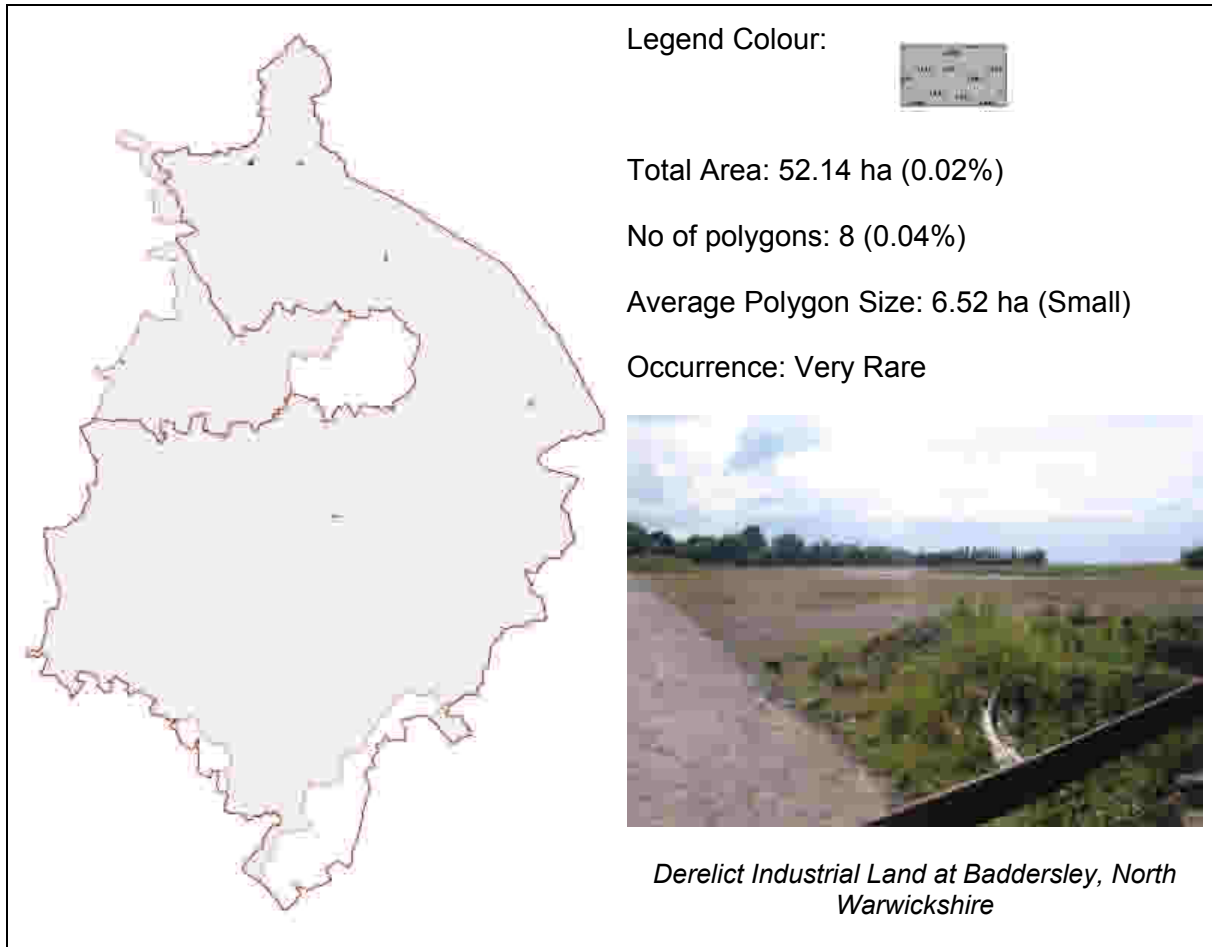 Legend Colour:
Total Area: 52.14 ha (0.02%)
No of polygons: 8 (0.04%)
Average Polygon Size: 6.52 ha (Small)
Occurrence: Very Rare
Derelict Industrial Land at Baddersley, North
Warwickshire